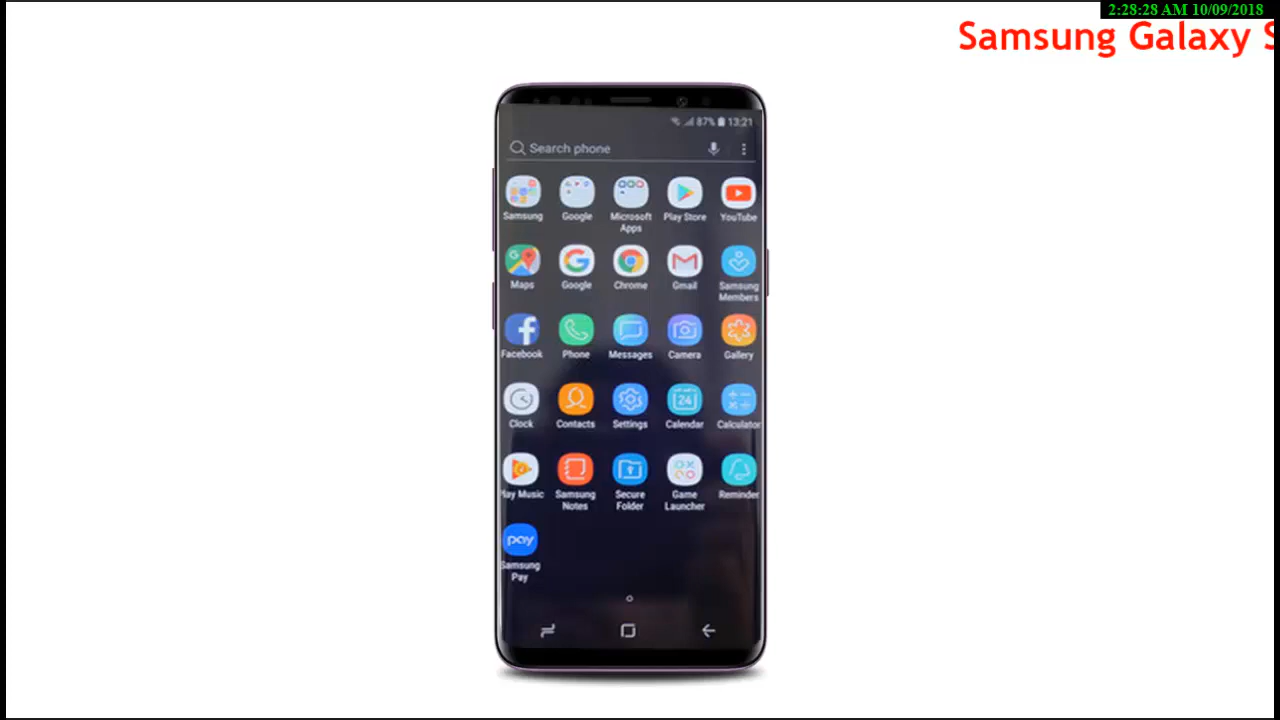 2:28:28 AM 10/09/2018
Samsung Galaxy S
87% 13:21
Search phone
Samsung Google Microsoft Apps Play Store YouTube
Maps Google Chrome Gmail Samsung Members
Facebook Phone Messages Camera Gallery
24
Clock Contacts Settings Calendar Calculator
Play Music Samsung Notes Secure Folder Game Launcher Reminder
pay
Samsung
Pay